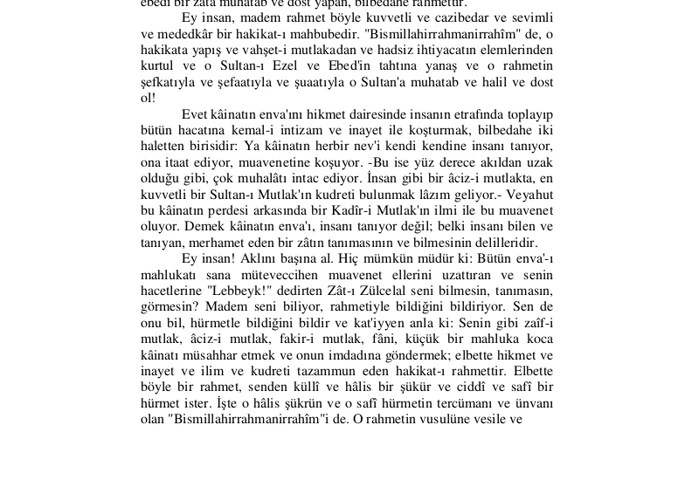 ebedî bir zâta muhatab ve dost yapan, bilbedahe rahmettir.
Ey insan, madem rahmet böyle kuvvetli ve cazibedar ve sevimli
ve mededkâr bir hakikat-ı mahbubedir. "Bismillahirrahmanirrahîm" de, o
hakikata yapış ve vahşet-i mutlakadan ve hadsiz ihtiyacatın elemlerinden
kurtul ve o Sultan-ı Ezel ve Ebed'in tahtına yanaş ve o rahmetin
şefkatıyla ve şefaatıyla ve şuaatıyla o Sultan'a muhatab ve halil ve dost
ol!
Evet kâinatın enva'ını hikmet dairesinde insanın etrafında toplayıp
bütün hacatına kemal-i intizam ve inayet ile koşturmak, bilbedahe iki
haletten birisidir: Ya kâinatın herbir nev'i kendi kendine insanı tanıyor,
ona itaat ediyor, muavenetine koşuyor. -Bu ise yüz derece akıldan uzak
olduğu gibi, çok muhalâtı intac ediyor. İnsan gibi bir âciz-i mutlakta, en
kuvvetli bir Sultan-ı Mutlak'ın kudreti bulunmak lâzım geliyor.- Veyahut
bu kâinatın perdesi arkasında bir Kadîr-i Mutlak'ın ilmi ile bu muavenet
oluyor. Demek kâinatın enva'ı, insanı tanıyor değil; belki insanı bilen ve
tanıyan, merhamet eden bir zâtın tanımasının ve bilmesinin delilleridir.
Ey insan! Aklını başına al. Hiç mümkün müdür ki: Bütün enva'-ı
mahlukatı sana müteveccihen muavenet ellerini uzattıran ve senin
hacetlerine "Lebbeyk!" dedirten Zât-ı Zülcelal seni bilmesin, tanımasın,
görmesin? Madem seni biliyor, rahmetiyle bildiğini bildiriyor. Sen de
onu bil, hürmetle bildiğini bildir ve kat'iyyen anla ki: Senin gibi zaîf-i
mutlak, âciz-i mutlak, fakir-i mutlak, fâni, küçük bir mahluka koca
kâinatı müsahhar etmek ve onun imdadına göndermek; elbette hikmet ve
inayet ve ilim ve kudreti tazammun eden hakikat-ı rahmettir. Elbette
böyle bir rahmet, senden küllî ve hâlis bir şükür ve ciddî ve safî bir
hürmet ister. İşte o hâlis şükrün ve o safî hürmetin tercümanı ve ünvanı
olan "Bismillahirrahmanirrahîm"i de. O rahmetin vusulüne vesile ve